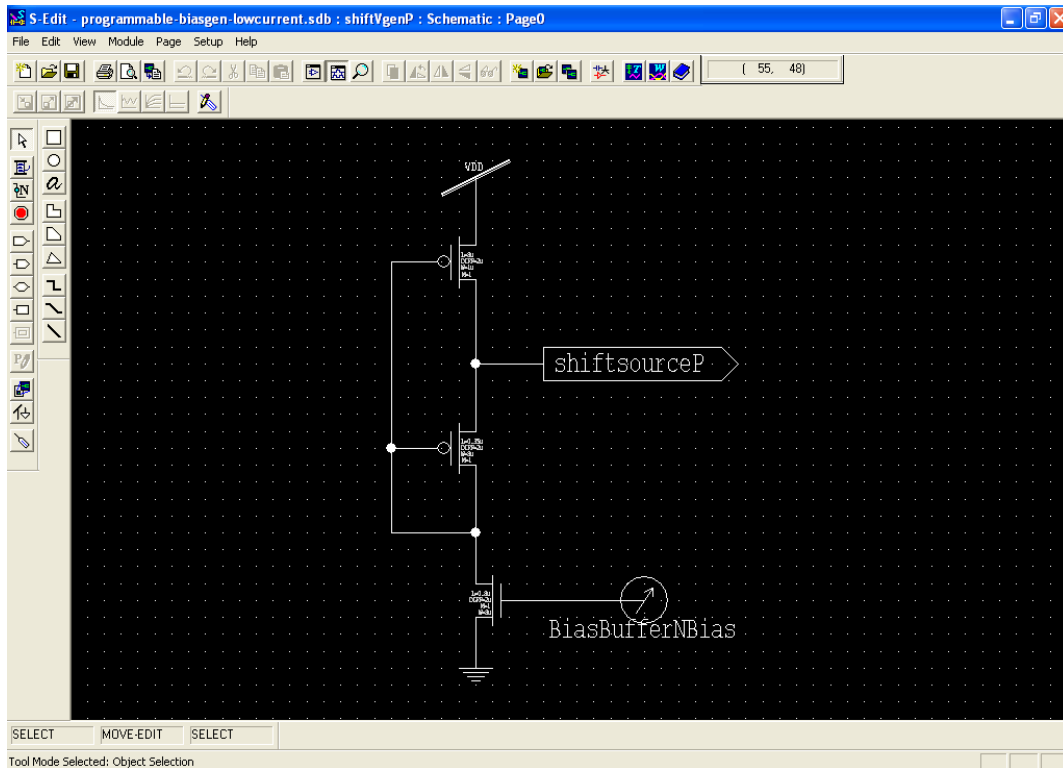 S-Edit - programmable-biasgen-lowcurrent.sdb : shiftVgenP : Schematic : Page0
File Edit View Module Page Setup Help
( 55, 48)
VDD
shiftsourceP
BiasBufferNBias
SELECT MOVE-EDIT SELECT
Tool Mode Selected: Object Selection